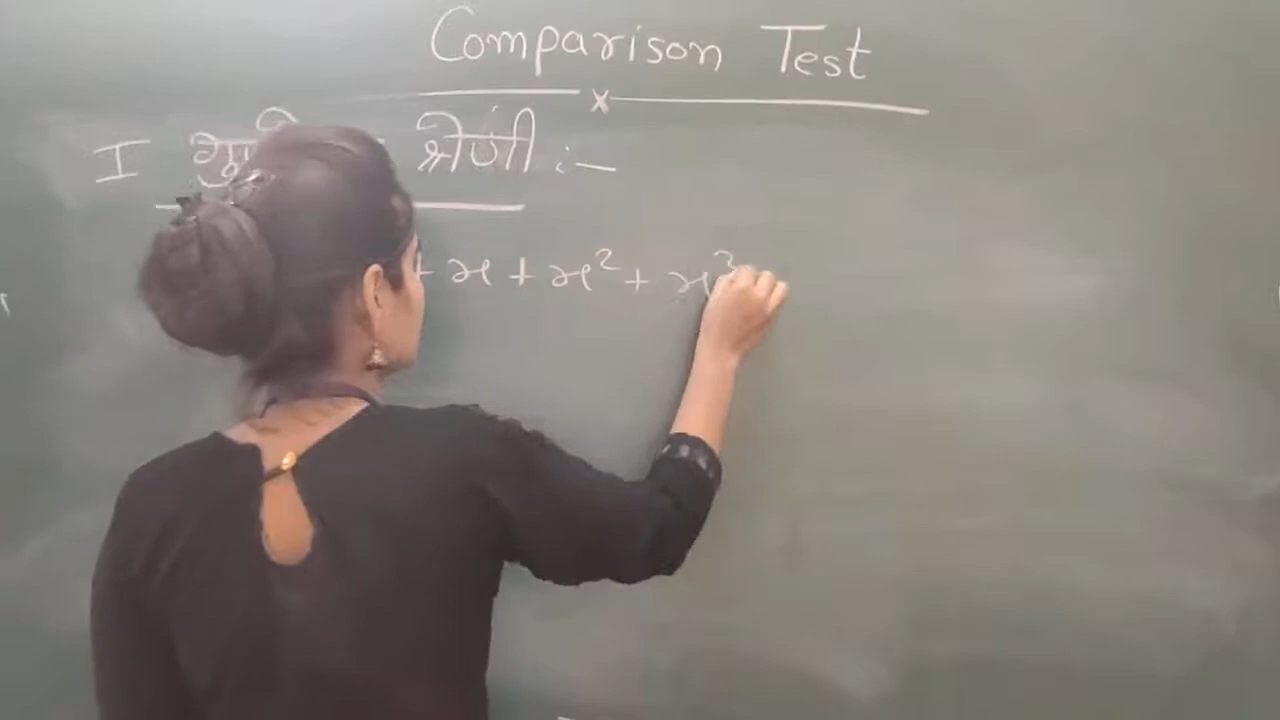 Comparison Test
x
I श्रेणी :-
+ x + x² + x³